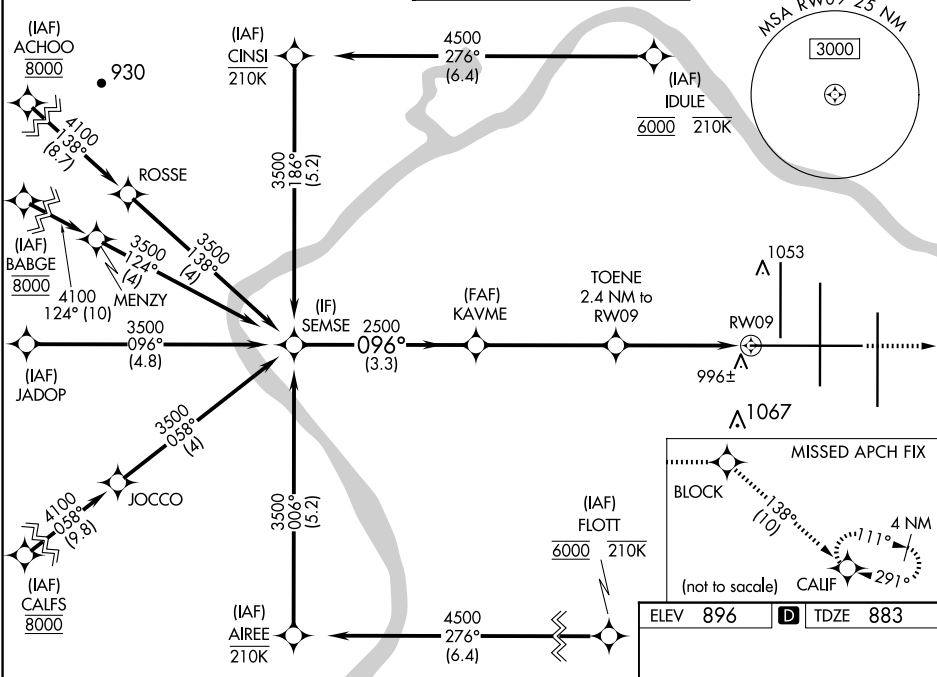 (IAF)
ACHOO
8000
930
4100
138°
(8.7)
ROSSE
3500
138°
(4)
(IAF)
BABGE
8000
4100
124° (10)
MENZY
3500
124°
(4)
(IAF)
CINSI
210K
4500
276°
(6.4)
(IAF)
IDULE
6000 210K
3500
186°
(5.2)
MSA RW09 25 NM
3000
3500
096°
(4.8)
(IAF)
JADOP
(IF)
SEMSE
2500
096°
(3.3)
(FAF)
KAVME
TOENE
2.4 NM to
RW09
RW09
1053
996±
1067
3500
058°
(4)
JOCCO
4100
058°
(9.8)
(IAF)
CALFS
8000
3500
006°
(5.2)
(IAF)
AIREE
210K
4500
276°
(6.4)
(IAF)
FLOTT
6000 210K
MISSED APCH FIX
BLOCK
138°
(10)
4 NM
111°
291°
(not to sacale)
CALIF
ELEV 896 D TDZE 883